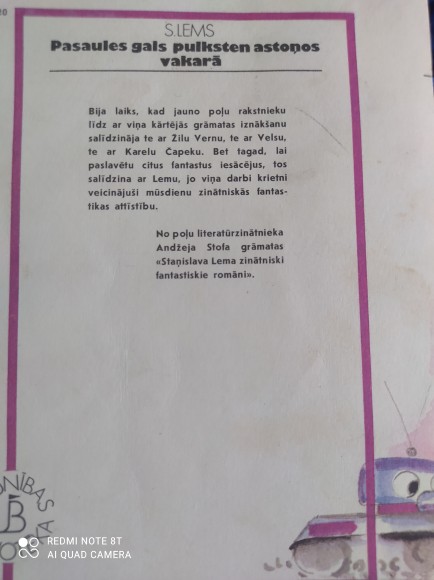 S.LEMS
Pasaules gals pulksten astoņos
vakarā
Bija laiks, kad jauno poļu rakstnieku
līdz ar viņa kārtējās grāmatas iznākšanu
salīdzināja te ar Žilu Vernu, te ar Velsu,
te ar Karelu Čapeku. Bet tagad, lai
paslavētu citus fantastus iesācējus, tos
salīdzina ar Lemu, jo viņa darbi krietni
veicinājuši mūsdienu zinātniskās fantas-
tikas attīstību.
No poļu literatūrzinātnieka
Andžeja Stofa grāmatas
«Staņislava Lema zinātniski
fantastiskie romāni».
B
REDMI NOTE 8T
AI QUAD CAMERA